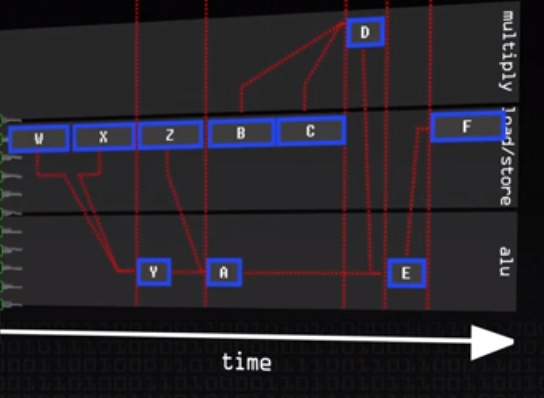 multiply
D
load/store
W X Z B C F
alu
Y A E
time